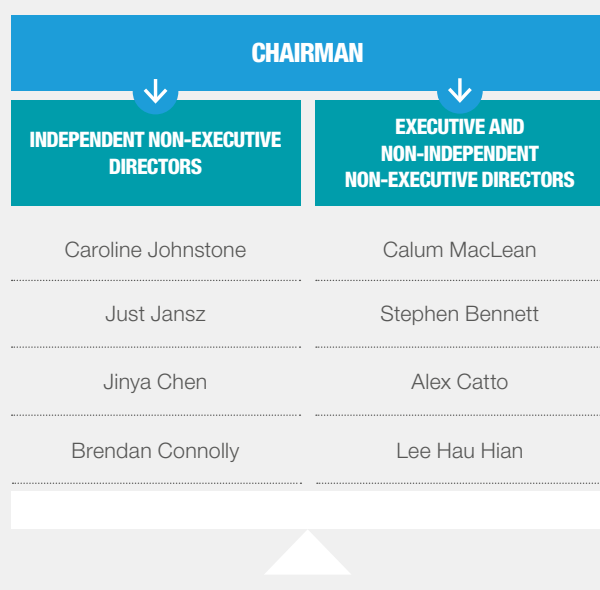 CHAIRMAN
INDEPENDENT NON-EXECUTIVE
DIRECTORS
EXECUTIVE AND
NON-INDEPENDENT
NON-EXECUTIVE DIRECTORS
Caroline Johnstone
Calum MacLean
Just Jansz
Stephen Bennett
Jinya Chen
Alex Catto
Brendan Connolly
Lee Hau Hian